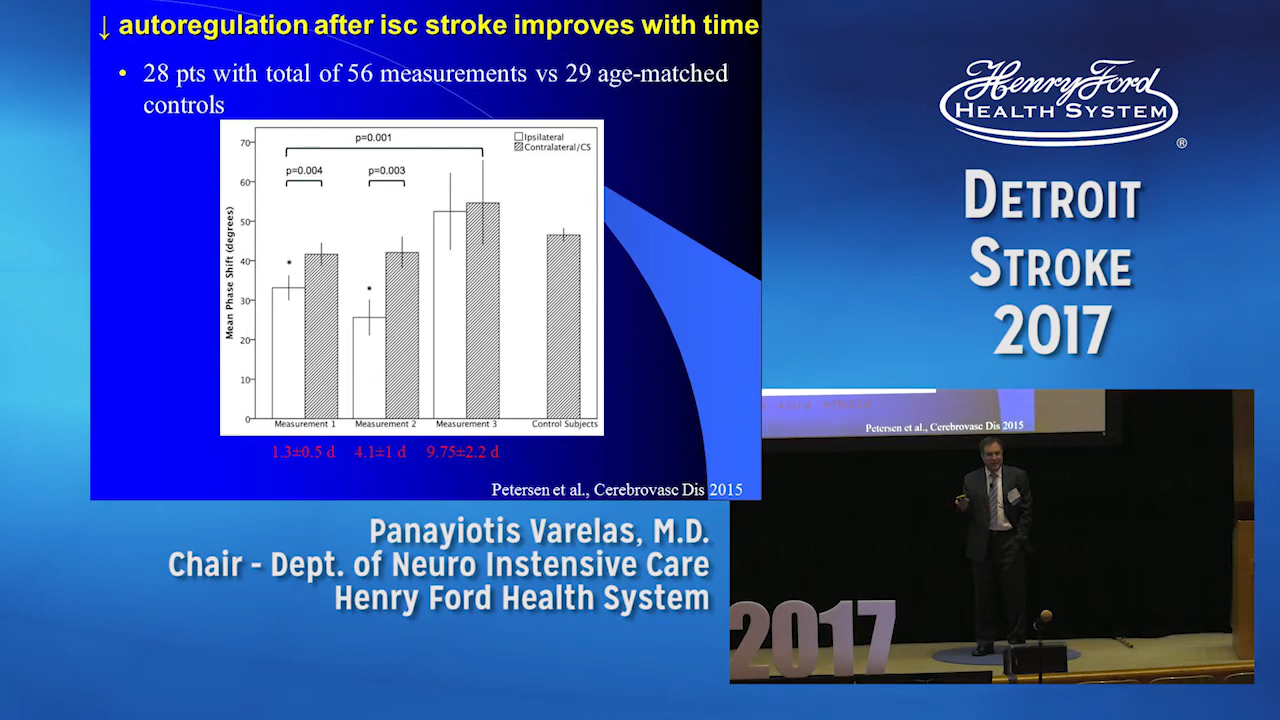 ↓ autoregulation after isc stroke improves with time
• 28 pts with total of 56 measurements vs 29 age-matched
controls
p=0.001
Ipsilateral
Contralateral/CS
p=0.004
p=0.003
70
60
50
40
30
20
10
0
Mean Phase Shift (degrees)
*
*
Measurement 1
Measurement 2
Measurement 3
Control Subjects
1.3±0.5 d
4.1±1 d
9.75±2.2 d
Petersen et al., Cerebrovasc Dis 2015
Panayiotis Varelas, M.D.
Chair - Dept. of Neuro Instensive Care
Henry Ford Health System
Henry Ford
HEALTH SYSTEM
®
DETROIT
STROKE
2017
Petersen et al., Cerebrovasc Dis 2015
2017